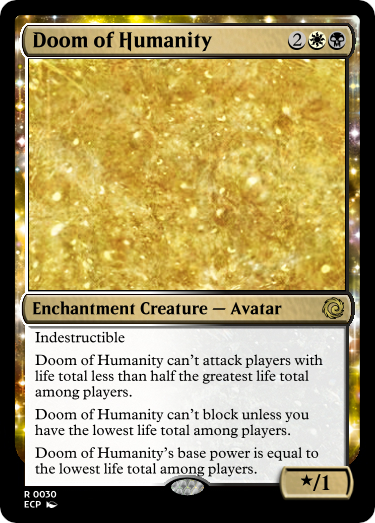 Doom of Humanity 2
Enchantment Creature — Avatar
Indestructible
Doom of Humanity can't attack players with
life total less than half the greatest life total
among players.
Doom of Humanity can't block unless you
have the lowest life total among players.
Doom of Humanity's base power is equal to
the lowest life total among players.
★/1
R 0030
ECP